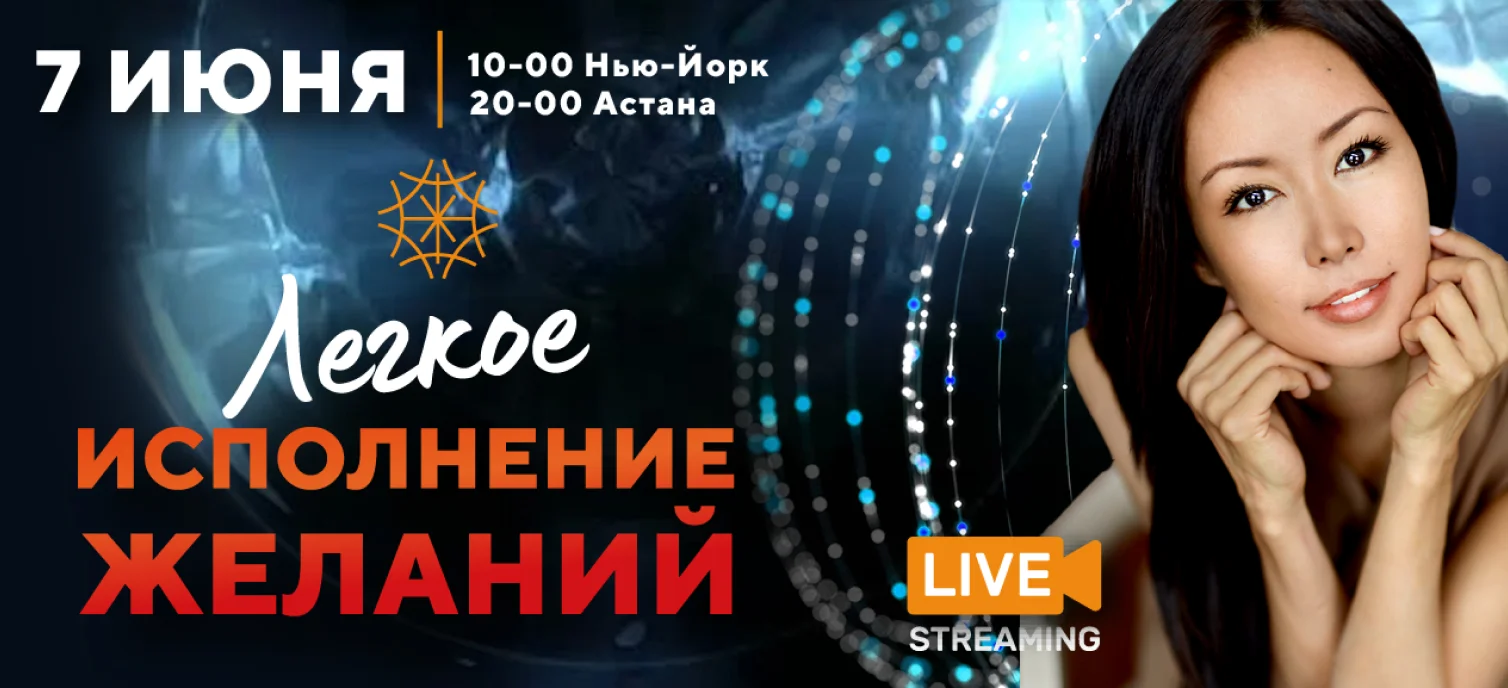 7 ИЮНЯ
10-00 Нью-Йорк
20-00 Астана
Легкое
ИСПОЛНЕНИЕ
ЖЕЛАНИЙ
LIVE
STREAMING